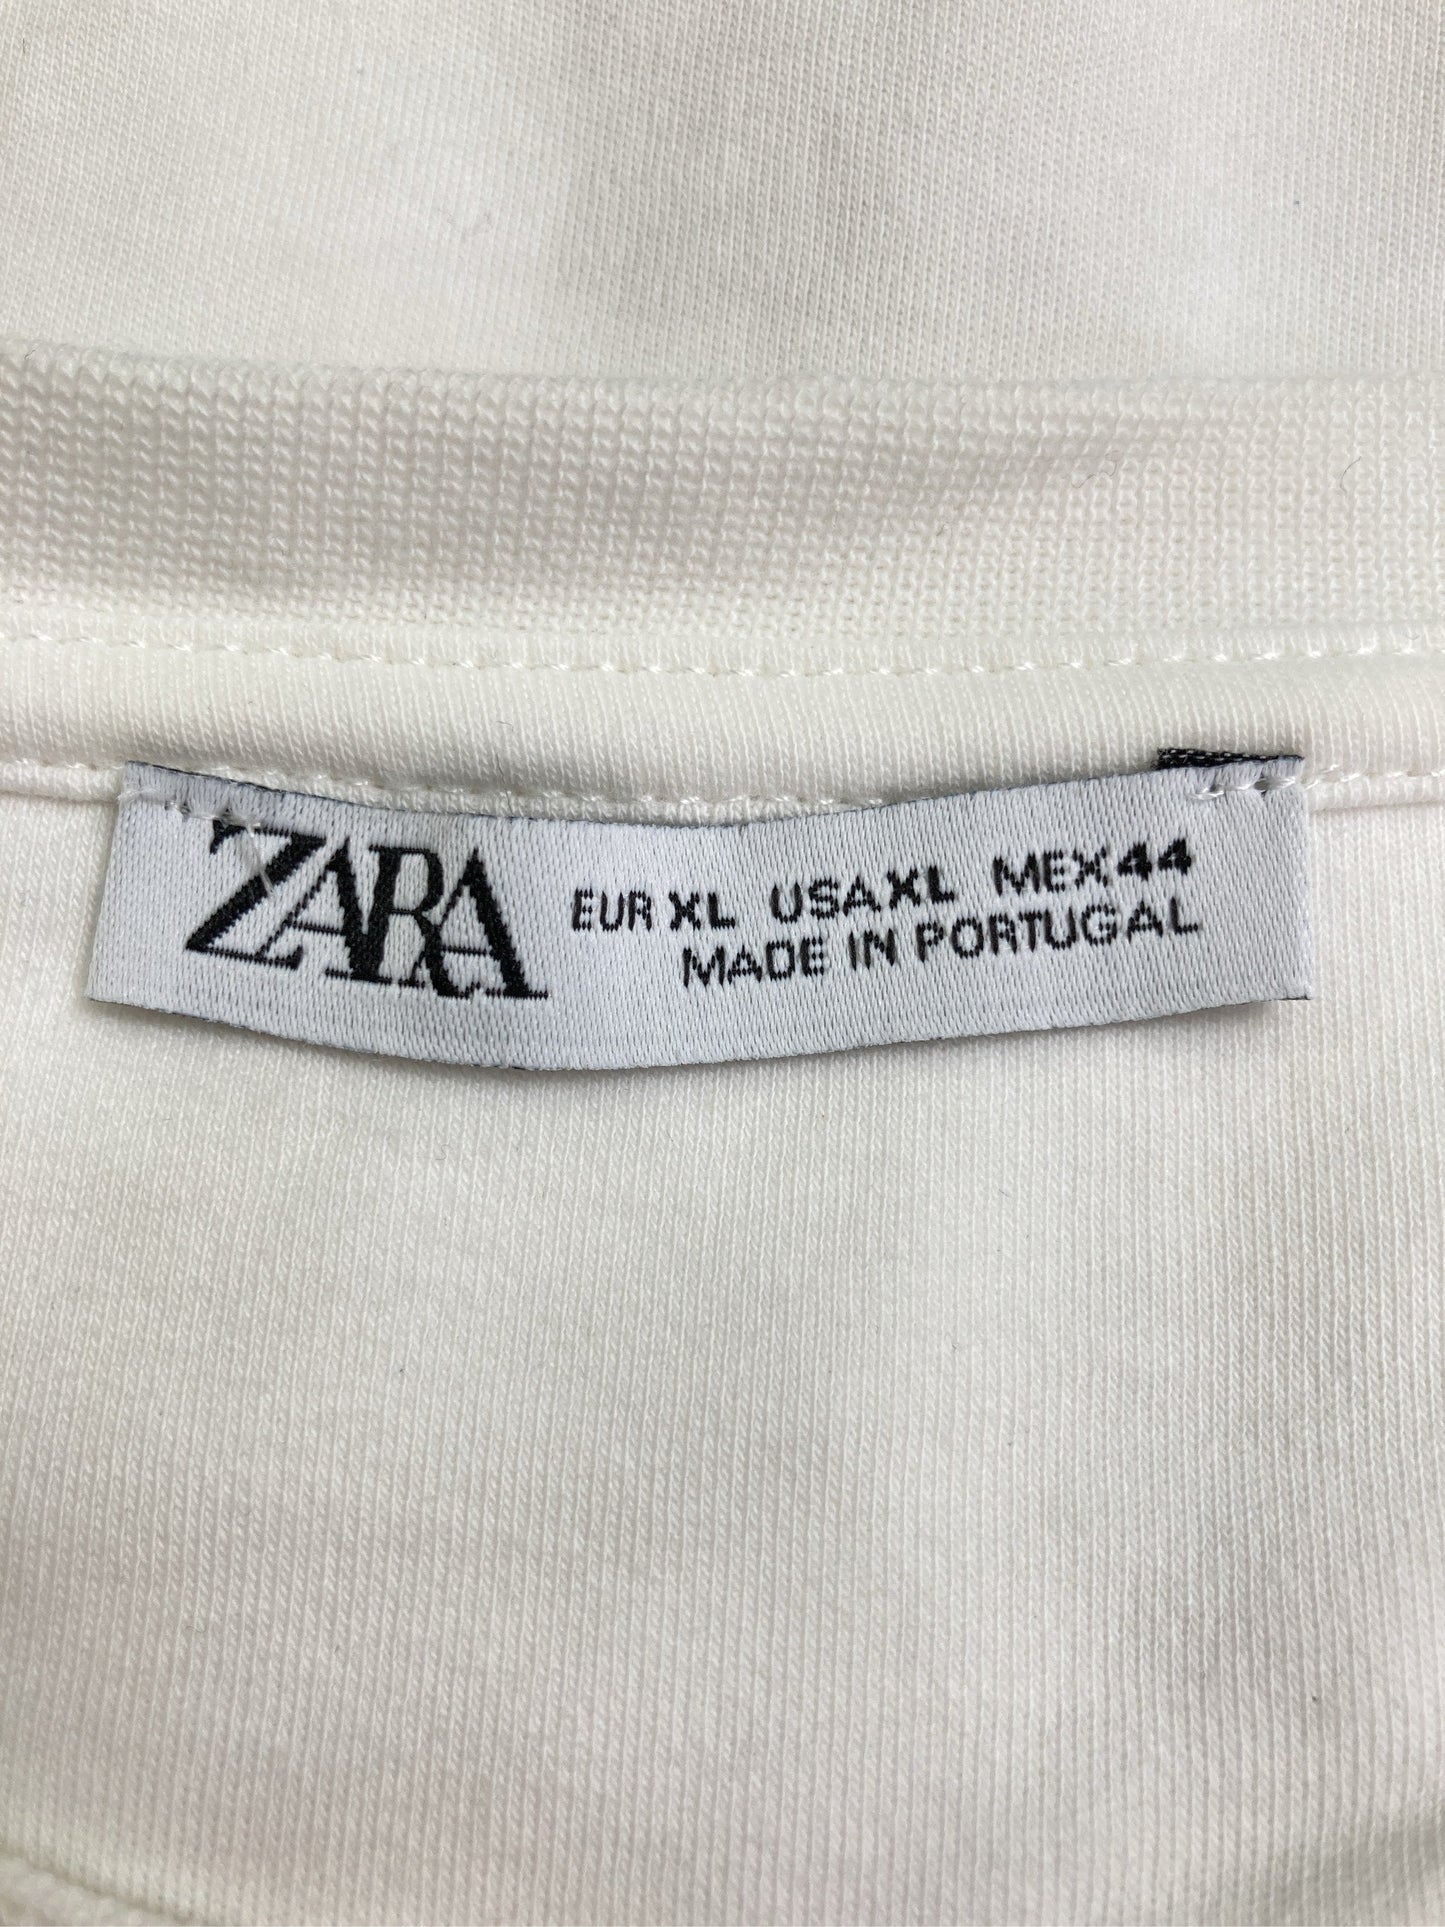 ZARA
EUR XL USA XL MEX 44
MADE IN PORTUGAL